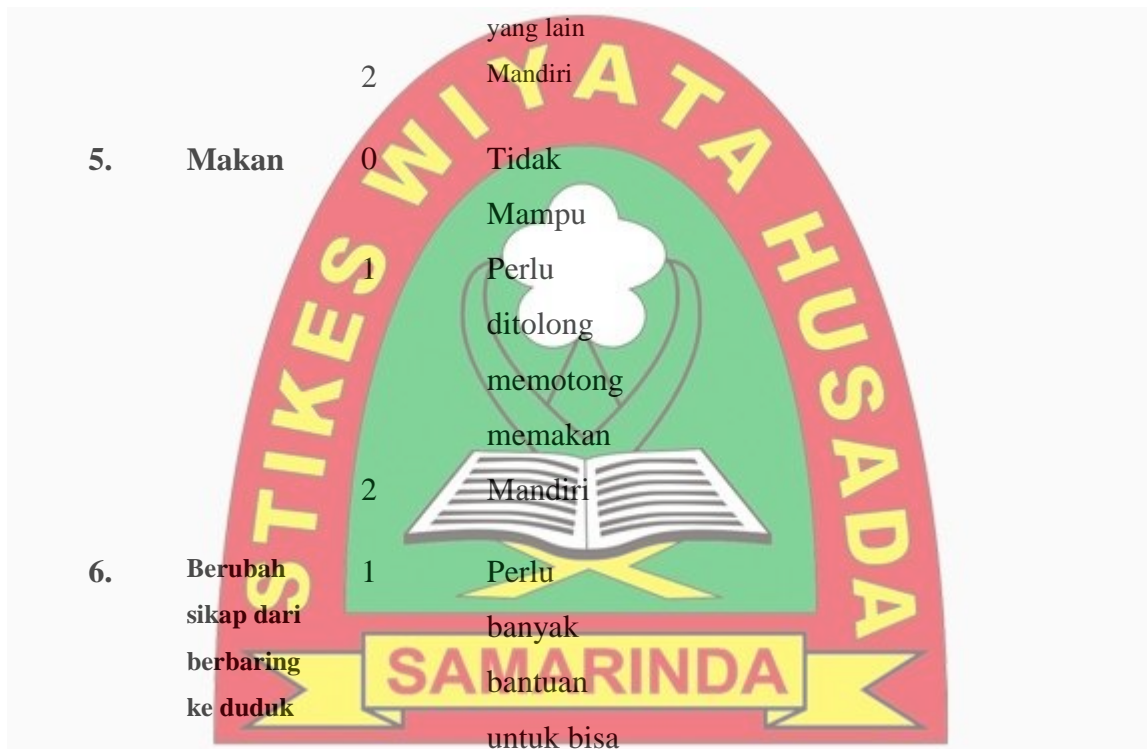 yang lain
2 Mandiri
5. Makan 0 Tidak
Mampu
1 Perlu
ditolong
memotong
memakan
2 Mandiri
6. Berubah 1 Perlu
sikap dari banyak
berbaring bantuan
ke duduk untuk bisa
STIKES WIYATA HUSADA
SAMARINDA